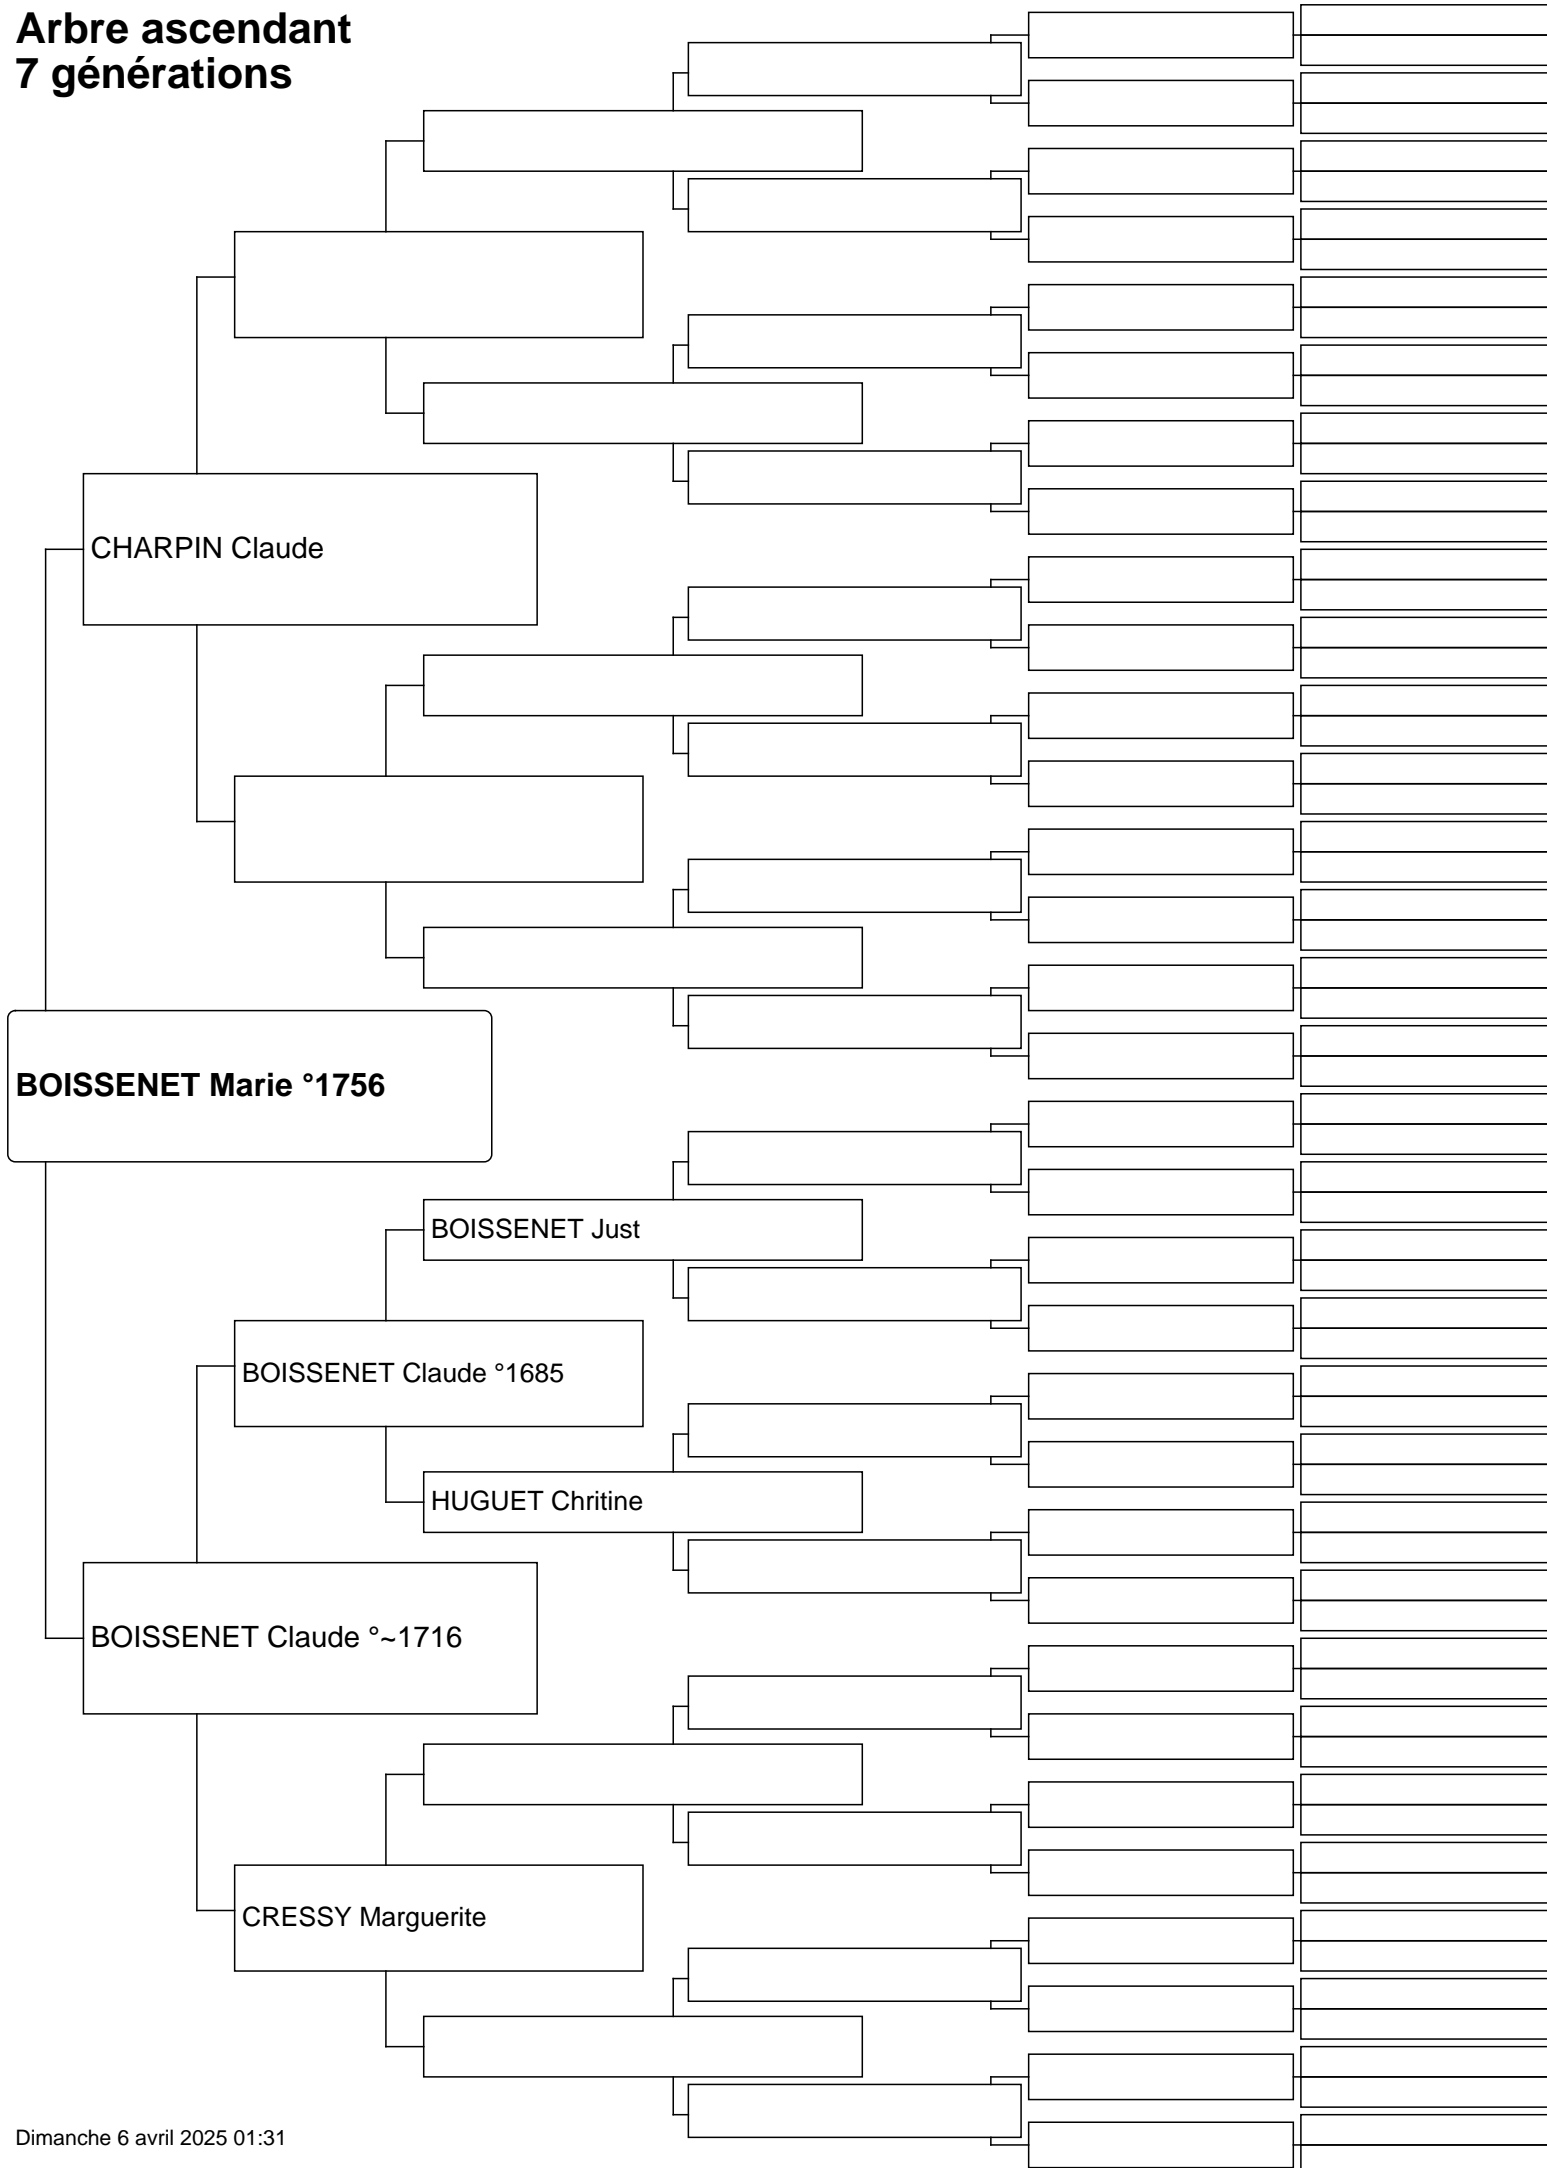 Arbre ascendant
7 générations
CHARPIN Claude
BOISSENET Marie °1756
BOISSENET Just
BOISSENET Claude °1685
HUGUET Chritine
BOISSENET Claude °~1716
CRESSY Marguerite
Dimanche 6 avril 2025 01:31